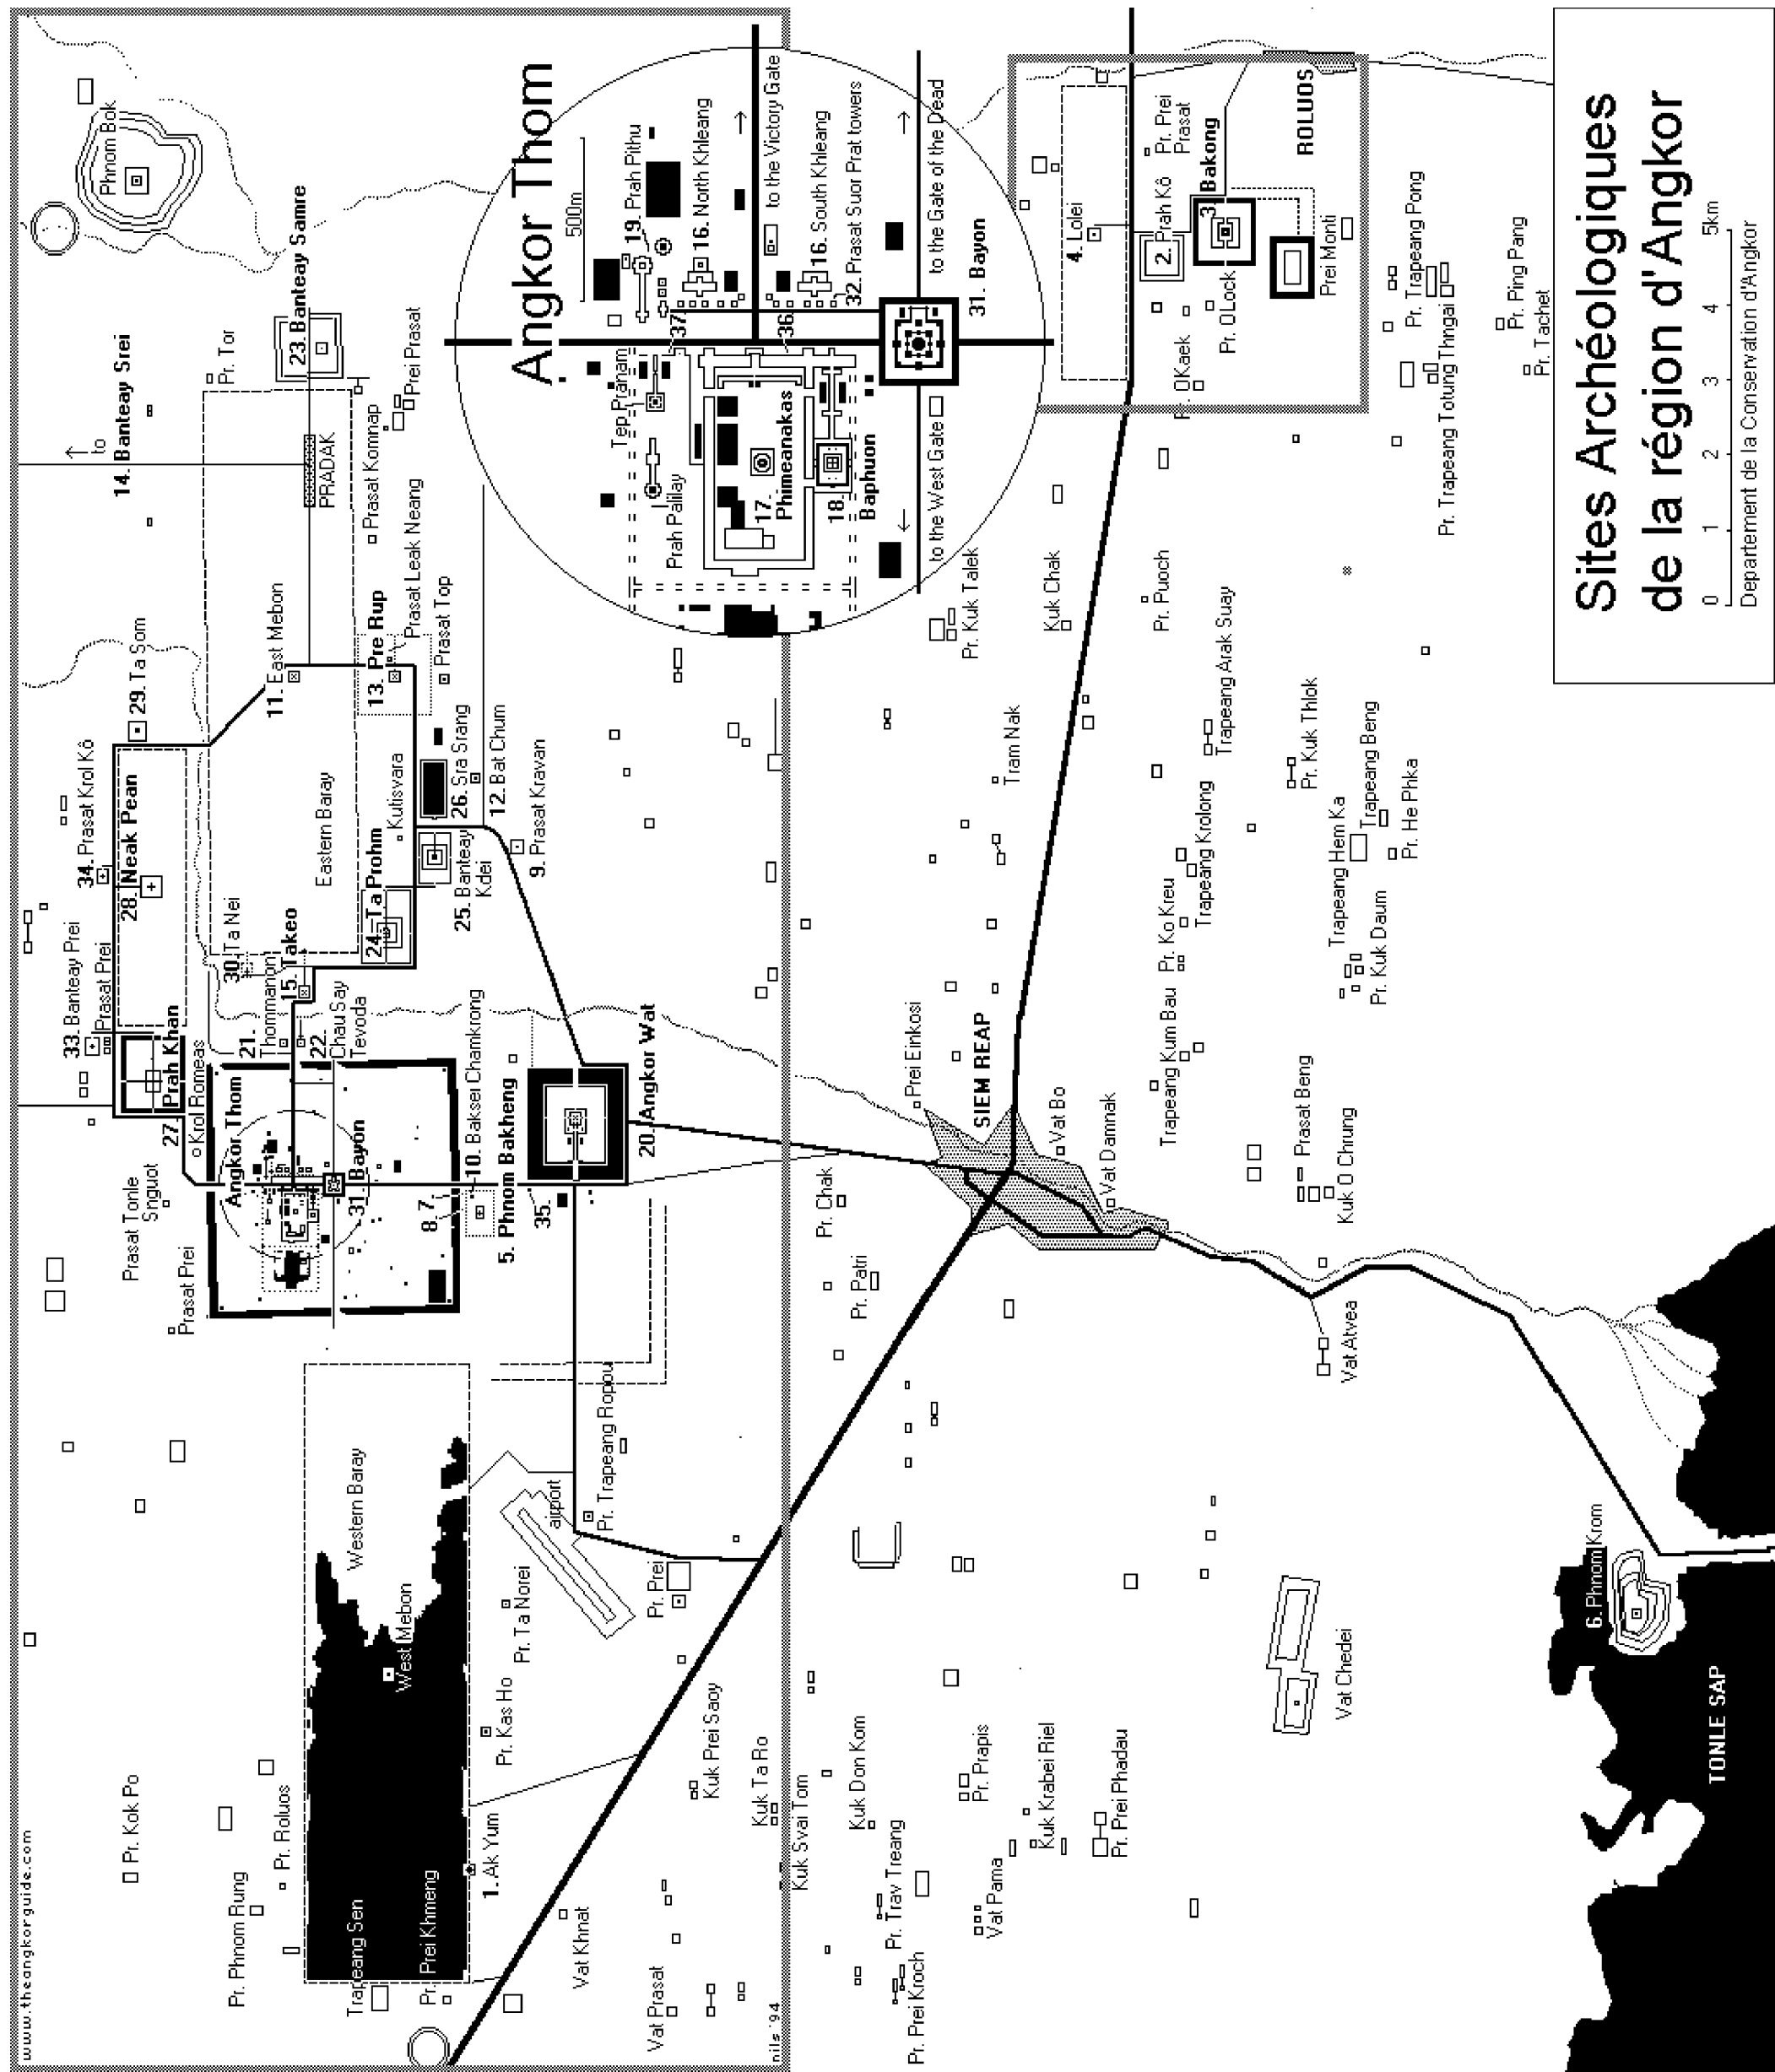 www.theangkorguide.com
Pr. Kok Po
Pr. Phnom Rung
Pr. Roluos
Trapeang Sen
Pr. Prei Khmeng
1. Ak Yum
Western Baray
West Mebon
Pr. Kas Ho
Pr. Ta Norei
airport
Pr. Trapeang Ropou
Pr. Prei
Vat Khnat
Vat Prasat
Kuk Prei Saoy
Kuk Ta Ro
nils '94
Prasat Prei
Prasat Tonle
Snguot
Krol Romeas
27.
Prah Khan
33. Banteay Prei
Prasat Prei
34. Prasat Krol Kô
28. Neak Pean
29. Ta Som
Angkor Thom
31. Bayon
21.
Thommanon
22.
Chau Say
Tevoda
30. Ta Nei
15. Takeo
Eastern Baray
24. Ta Prohm
Kutisvara
25. Banteay
Kdei
26. Sra Srang
12. Bat Chum
9. Prasat Kravan
8.
7.
10. Baksei Chamkrong
5. Phnom Bakheng
35.
20. Angkor Wat
11. East Mebon
13. Pre Rup
Prasat Leak Neang
Prasat Top
Prasat Komnap
PRADAK
Prei Prasat
to
14. Banteay Srei
Pr. Tor
23. Banteay Samre
Phnom Bok
Angkor Thom
500m
19. Prah Pithu
16. North Khleang
to the Victory Gate
16. South Khleang
32. Prasat Suor Prat towers
to the Gate of the Dead
31. Bayon
37.
36.
Tep Pranam
Prah Palilay
17.
Phimeanakas
18.
Baphuon
to the West Gate
Kuk Svai Tom
Kuk Don Kom
Pr. Trav Treang
Pr. Prei Kroch
Pr. Prapis
Vat Pama
Kuk Krabei Riel
Pr. Prei Phadau
Pr. Chak
Pr. Patri
Prei Einkosi
SIEM REAP
Vat Bo
Vat Damnak
Trapeang Kum Bau
Pr. Ko Kreu
Trapeang Krolong
Trapeang Arak Suay
Tram Nak
Pr. Kuk Talek
Kuk Chak
Pr. Puoch
Pr. OKaek
4. Lolei
2. Prah Kô
Pr. Prei
Prasat
3. Bakong
Pr. OLock
ROLUOS
Prei Monti
Pr. Trapeang Pong
Pr. Trapeang Totung Thngai
Pr. Ping Pang
Pr. Tachet
Pr. Kuk Thlok
Trapeang Beng
Trapeang Hem Ka
Pr. He Phka
Pr. Kuk Daum
Prasat Beng
Kuk O Chrung
Vat Atvea
Vat Chedei
6. Phnom Krom
TONLE SAP
Sites Archéologiques
de la région d'Angkor
0 1 2 3 4 5km
Departement de la Conservation d'Angkor